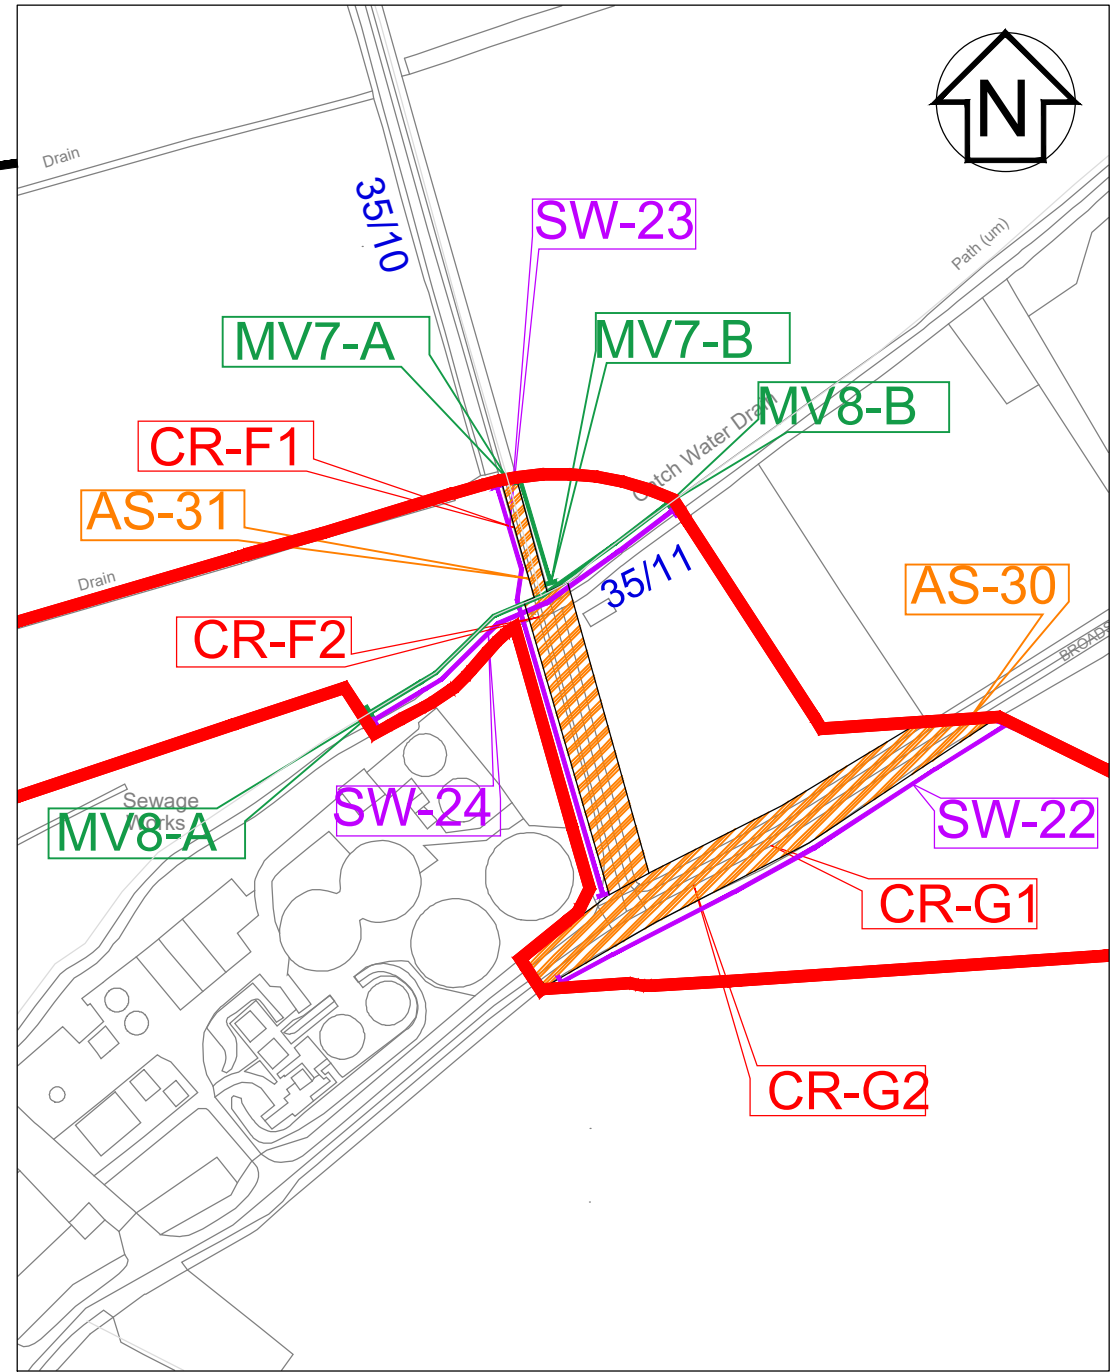 N
Drain
35/10
SW-23
Path (um)
MV7-A
MV7-B
MV8-B
Catch Water Drain
CR-F1
AS-31
35/11
AS-30
Drain
CR-F2
BROADS
Sewage
Works
MV8-A
SW-24
SW-22
CR-G1
CR-G2